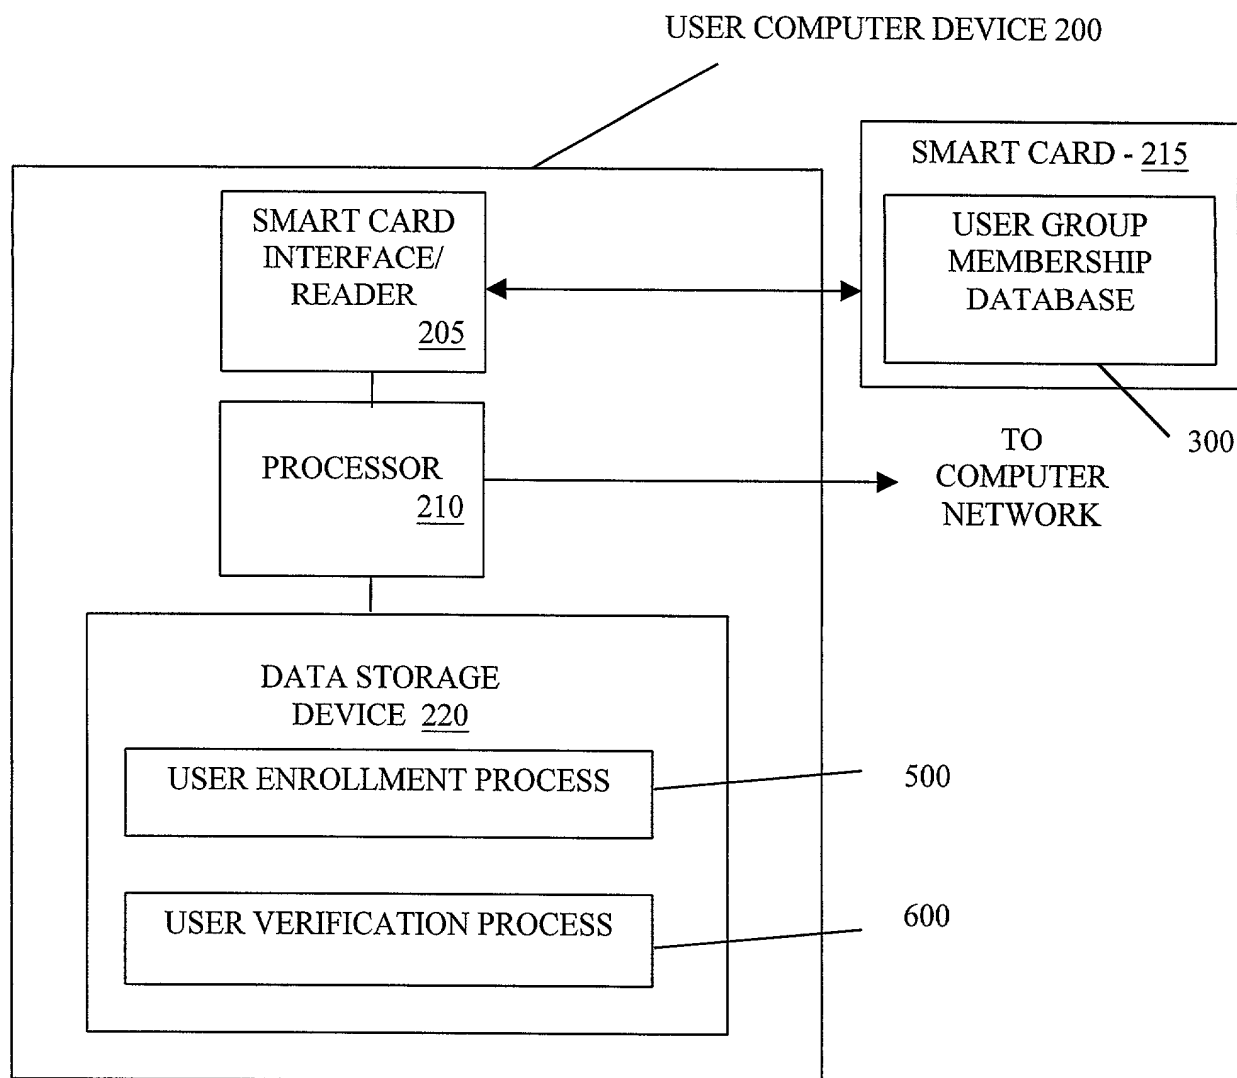 USER COMPUTER DEVICE 200
SMART CARD - 215
USER GROUP
MEMBERSHIP
DATABASE
300
SMART CARD
INTERFACE/
READER
205
PROCESSOR
210
TO
COMPUTER
NETWORK
DATA STORAGE
DEVICE 220
USER ENROLLMENT PROCESS
500
USER VERIFICATION PROCESS
600